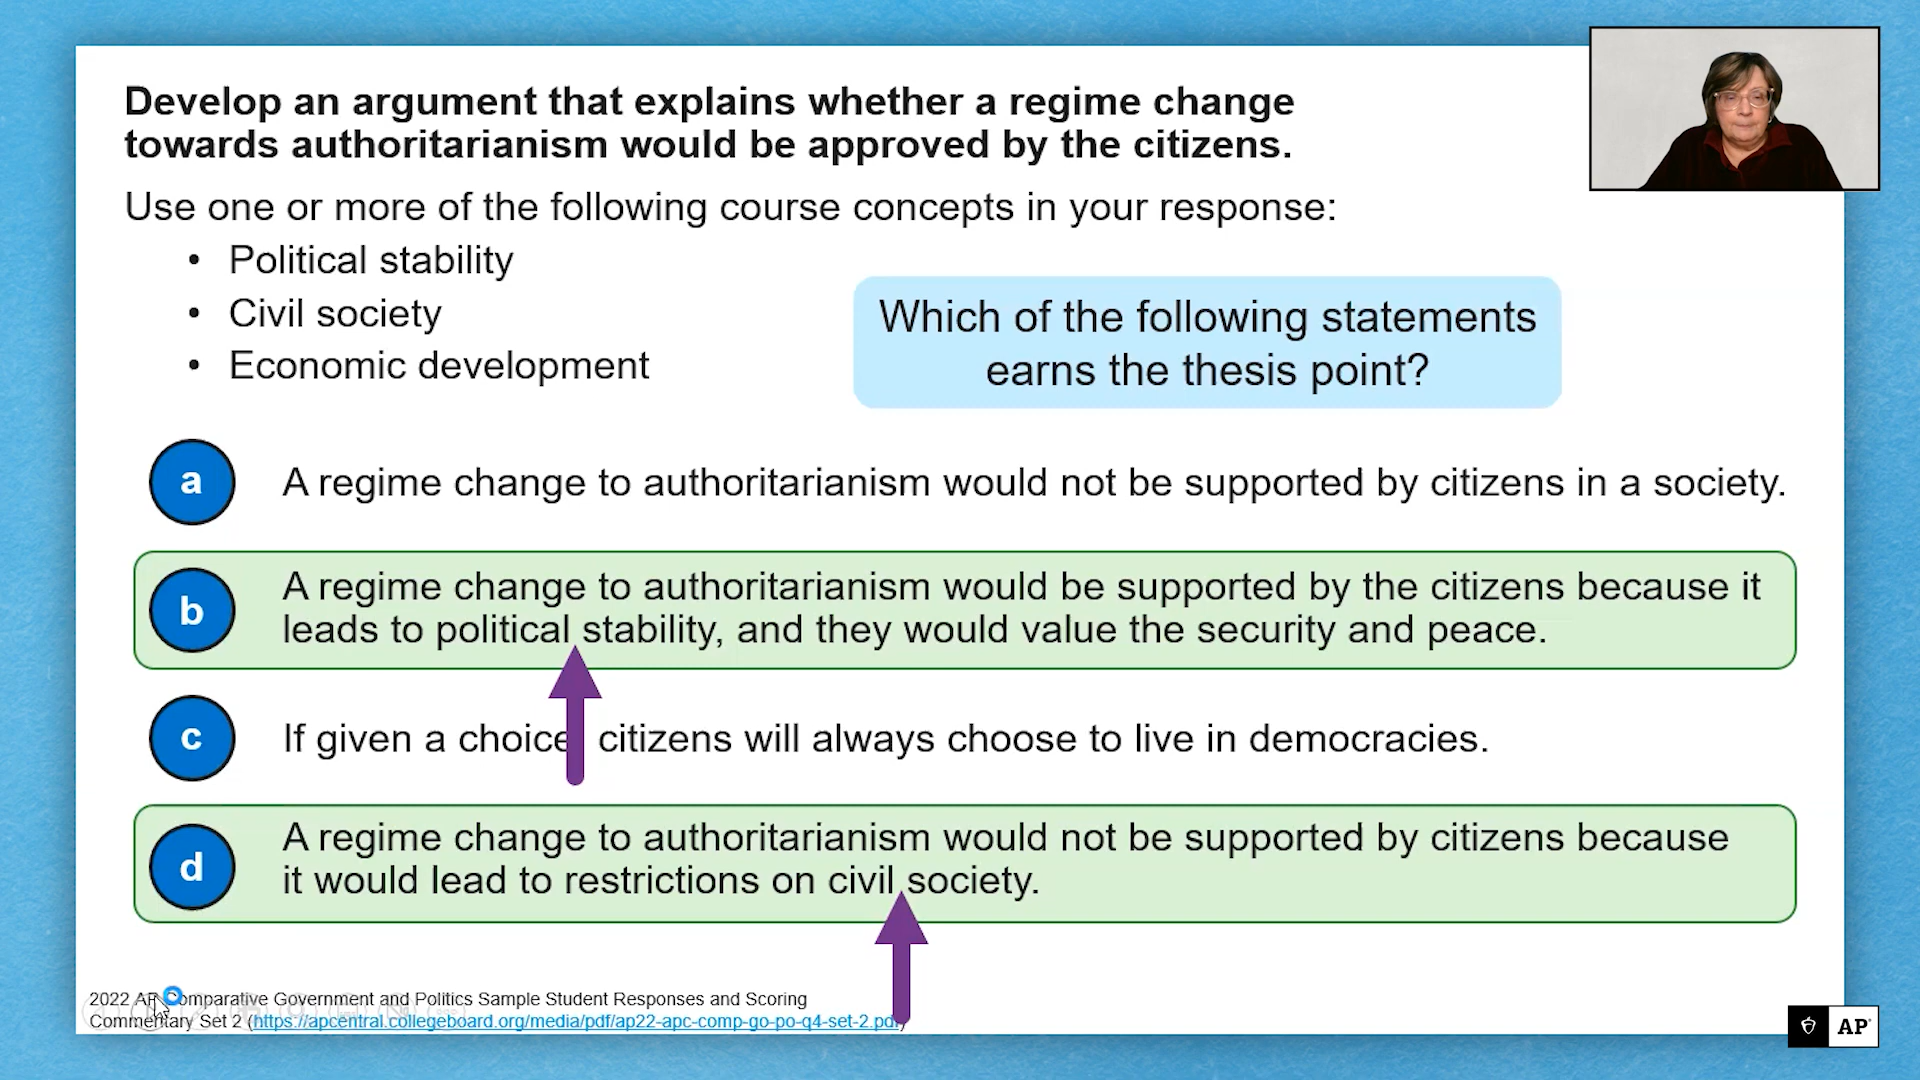 Develop an argument that explains whether a regime change
towards authoritarianism would be approved by the citizens.
Use one or more of the following course concepts in your response:
• Political stability
• Civil society
• Economic development
Which of the following statements
earns the thesis point?
a
A regime change to authoritarianism would not be supported by citizens in a society.
b
A regime change to authoritarianism would be supported by the citizens because it
leads to political stability, and they would value the security and peace.
c
If given a choice citizens will always choose to live in democracies.
d
A regime change to authoritarianism would not be supported by citizens because
it would lead to restrictions on civil society.
2022 AP Comparative Government and Politics Sample Student Responses and Scoring
Commentary Set 2 (https://apcentral.collegeboard.org/media/pdf/ap22-apc-comp-go-po-q4-set-2.pdf)
AP